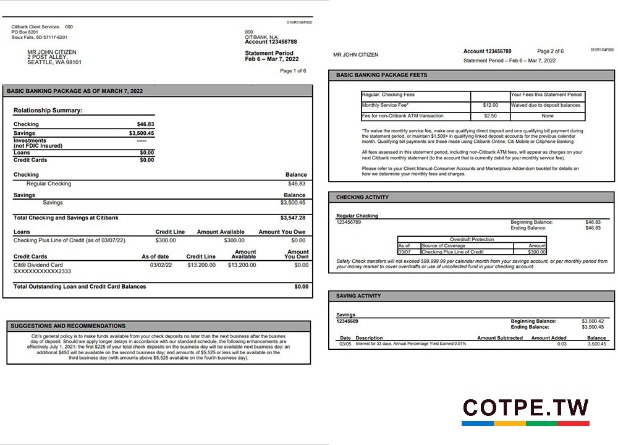 Citibank Client Services 000
PO Box 6201
Sioux Falls, SD 57117-6201
MR JOHN CITIZEN
2 POST ALLEY
SEATTLE, WA 98101
000
CITIBANK, N.A.
Account 123456788
Statement Period
Feb 6 – Mar 7, 2022
Page 1 of 6
BASIC BANKING PACKAGE AS OF MARCH 7, 2022
Relationship Summary:
Checking $46.83
Savings $3,500.45
Investments -----
(not FDIC Insured)
Loans $0.00
Credit Cards $0.00
Checking Balance
Regular Checking $46.83
Savings Balance
Savings $3,500.45
Total Checking and Savings at Citibank $3,547.28
Loans Credit Line Amount Available Amount You Owe
Checking Plus Line of Credit (as of 03/07/22) $300.00 $300.00 $0.00
Credit Cards As of date Credit Line Amount Available Amount You Own
Citi® Dividend Card 03/02/22 $13,200.00 $13,200.00 $0.00
XXXXXXXXXXXX2333
Total Outstanding Loan and Credit Card Balances $0.00
SUGGESTIONS AND RECOMMENDATIONS
Citi's general policy is to make funds available from your check deposits no later than the next business after the business
day of deposit. Should we apply longer delays in accordance with our standard schedule, the following enhancements are
effectively July 1, 2021: the first $225 of your total check deposits on the business day will be available next business day; an
additional $450 will be available on the second business day; and amounts of $5,525 or less will be available on the
third business day (with amounts above $5,525 available on the fourth business day).
MR JOHN CITIZEN
Account 123456780 Page 2 of 6
Statement Period – Feb 6 – Mar 7, 2022
BASIC BANKING PACKAGE FEETS
Regular, Checking Fees Your Fees this Statement Period
Monthly Service Fee* $12.00 Waived due to deposit balances
Fee for non-Citibank ATM transaction $2.50 None
*To waive the monthly service fee, make one qualifying direct deposit and one qualifying bill payment during
the statement period, or maintain $1,500+ in qualifying linked deposit accounts for the previous calendar
month. Qualifying bill payments are those made using Citibank Online, Citi Mobile or Citiphone Banking
All fees assessed in this statement period, including non-Citibank ATM fees, will appear as charges on your
next Citibank monthly statement (to the account that is currently debit for your monthly service fee).
Please refer to your Client Manual-Consumer Accounts and Marketplace Addendum booklet for details on
how we determine your monthly fees and charges.
CHECKING ACTIVITY
Regular Checking
123456789 Beginning Balance: $46.83
Ending Balance: $46.83
Overdraft Protection
As of Source of Coverage Amount
03/07 Checking Plus Line of Credit $300.00
Safety Check transfers will not exceed $99,999.99 per calendar month from your savings account, or per monthly period from
your money market to cover overdrafts or use of uncollected fund in your checking account.
SAVING ACTIVITY
Savings
Beginning Balance: $3,500.42
Ending Balance: $3,500.45
Date Description Amount Subtracted Amount Added Balance
03/05 Interest for 33 days, Annual Percentage Yield Earned 0.01% 0.03 3,500.45
COTPE.TW